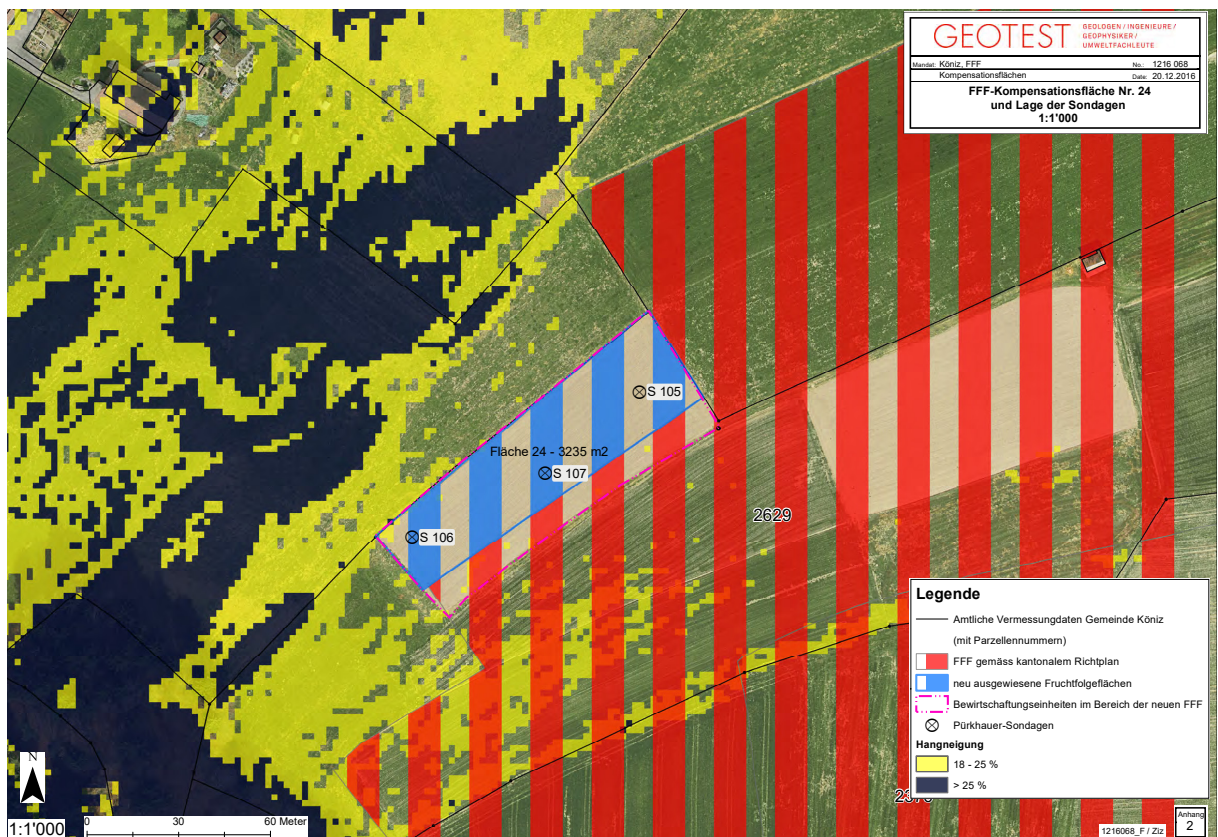 GEOTEST
GEOLOGEN / INGENIEURE /
GEOPHYSIKER /
UMWELTFACHLEUTE
Mandat: Köniz, FFF No.: 1216 068
Kompensationsflächen Date: 20.12.2016
FFF-Kompensationsfläche Nr. 24
und Lage der Sondagen
1:1'000
S 105
Fläche 24 - 3235 m2
S 107
S 106
2629
Legende
Amtliche Vermessungdaten Gemeinde Köniz
(mit Parzellennummern)
FFF gemäss kantonalem Richtplan
neu ausgewiesene Fruchtfolgeflächen
Bewirtschaftungseinheiten im Bereich der neuen FFF
Pürkhauer-Sondagen
Hangneigung
18 - 25 %
> 25 %
N
1:1'000
0 30 60 Meter
1216068_F / Zlz
Anhang
2